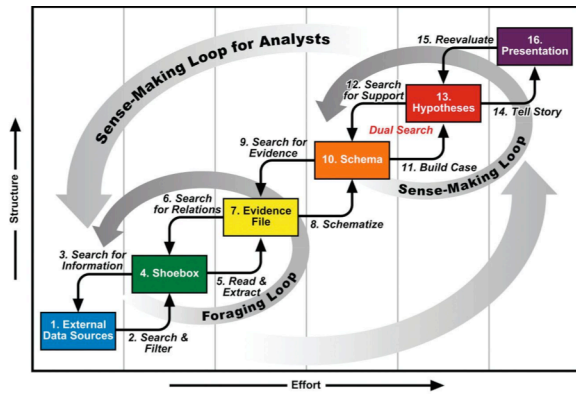 Sense-Making Loop for Analysts
15. Reevaluate
16.
Presentation
12. Search
for Support
13.
Hypotheses
14. Tell Story
Dual Search
9. Search for
Evidence
10. Schema
11. Build Case
Sense-Making Loop
6. Search
for Relations
7. Evidence
File
8. Schematize
3. Search for
Information
4. Shoebox
5. Read &
Extract
Foraging Loop
1. External
Data Sources
2. Search &
Filter
Structure
Effort